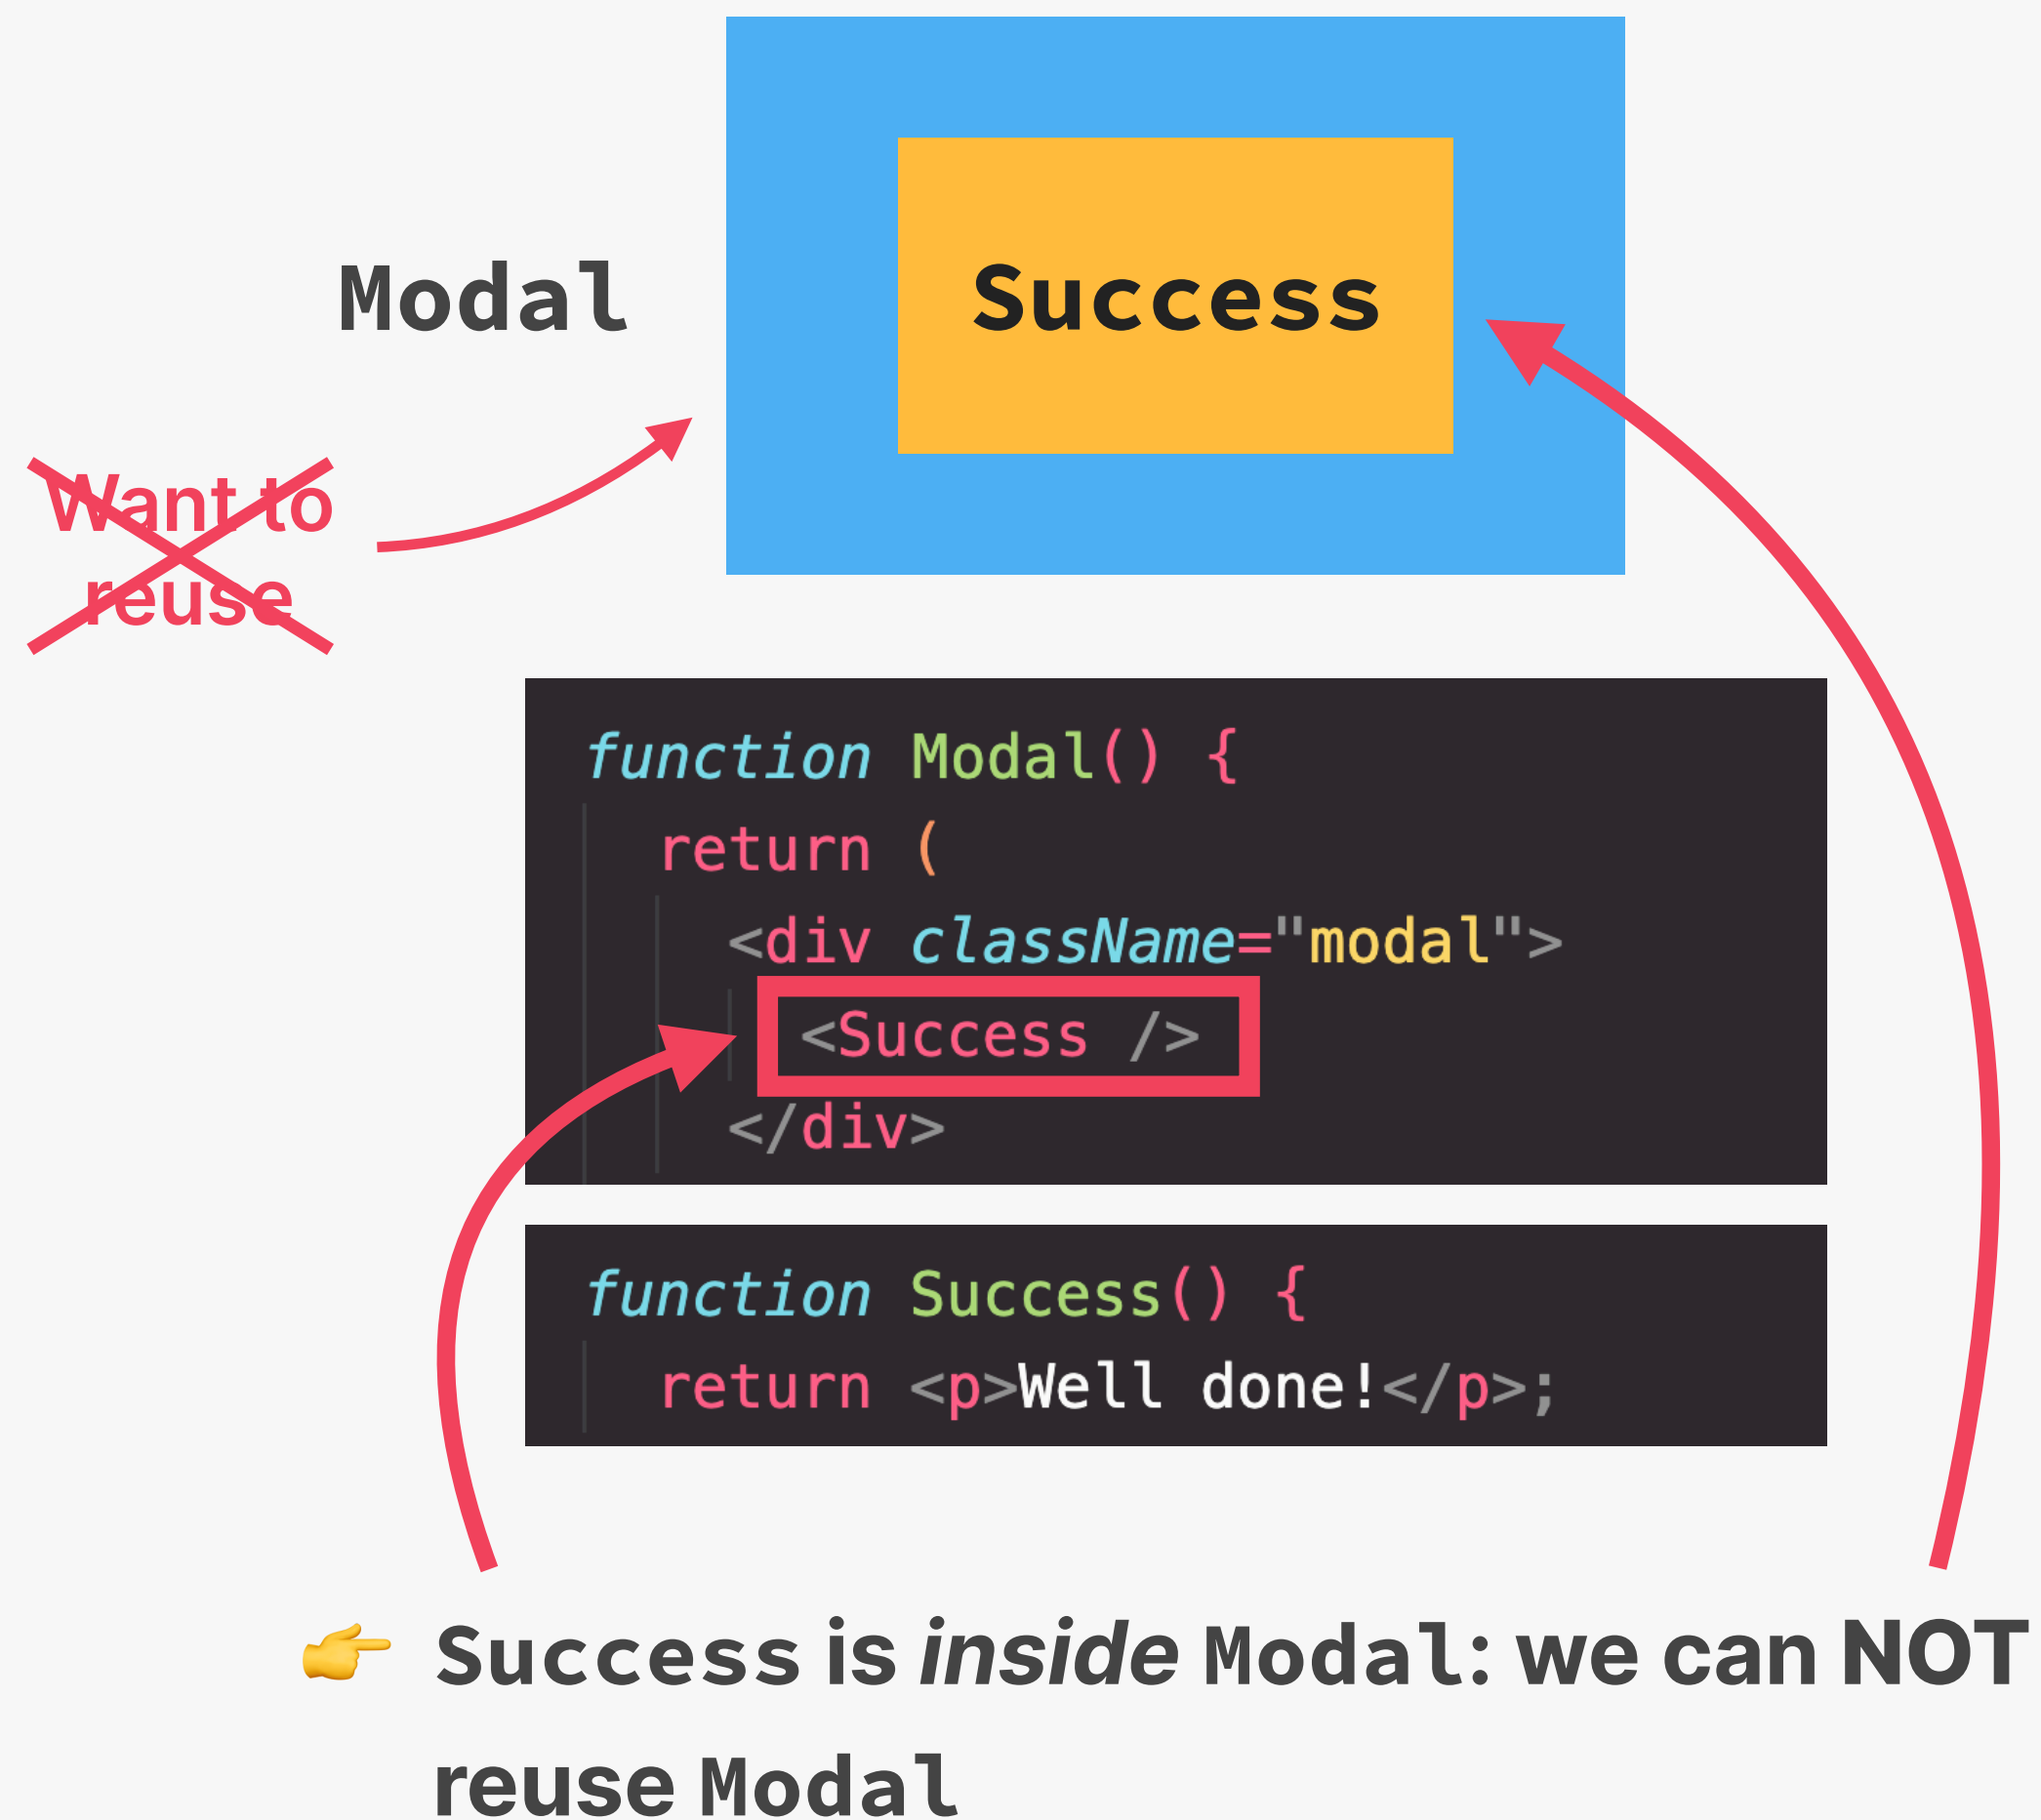 Modal
Success
Want to
reuse
function Modal() {
return (
<div className="modal">
<Success />
</div>
function Success() {
return <p>Well done!</p>;
👉 Success is inside Modal: we can NOT
reuse Modal